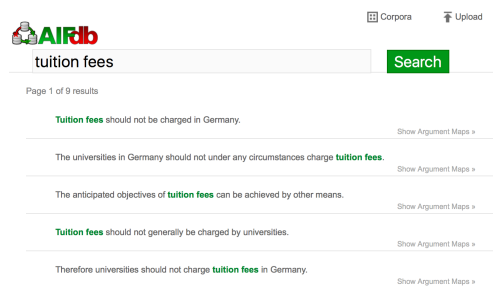 Corpora
Upload
AIFdb
tuition fees
Search
Page 1 of 9 results
Tuition fees should not be charged in Germany.
Show Argument Maps »
The universities in Germany should not under any circumstances charge tuition fees.
Show Argument Maps »
The anticipated objectives of tuition fees can be achieved by other means.
Show Argument Maps »
Tuition fees should not generally be charged by universities.
Show Argument Maps »
Therefore universities should not charge tuition fees in Germany.
Show Argument Maps »